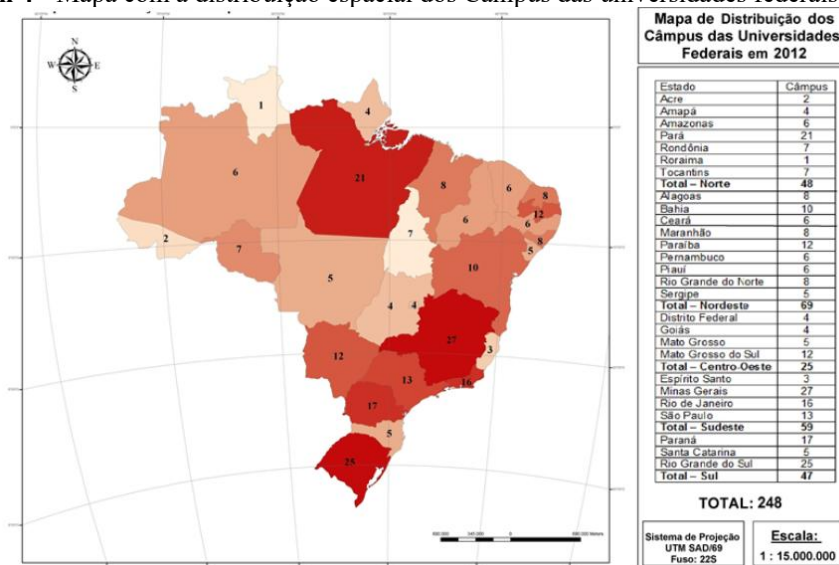 Mapa com a distribuição espacial dos Câmpus das universidades federais
N
W E
S
1
4
6
21
8
6
8
12
6
6
8
5
2
7
7
5
10
4
4
27
3
12
13
16
17
5
25
Mapa de Distribuição dos
Câmpus das Universidades
Federais em 2012
Estado Câmpus
Acre 2
Amapá 4
Amazonas 6
Pará 21
Rondônia 7
Roraima 1
Tocantins 7
Total – Norte 48
Alagoas 8
Bahia 10
Ceará 6
Maranhão 8
Paraíba 12
Pernambuco 6
Piauí 6
Rio Grande do Norte 8
Sergipe 5
Total – Nordeste 69
Distrito Federal 4
Goiás 4
Mato Grosso 5
Mato Grosso do Sul 12
Total – Centro-Oeste 25
Espírito Santo 3
Minas Gerais 27
Rio de Janeiro 16
São Paulo 13
Total – Sudeste 59
Paraná 17
Santa Catarina 5
Rio Grande do Sul 25
Total – Sul 47
TOTAL: 248
Sistema de Projeção
UTM SAD/69
Fuso: 22S
Escala:
1 : 15.000.000